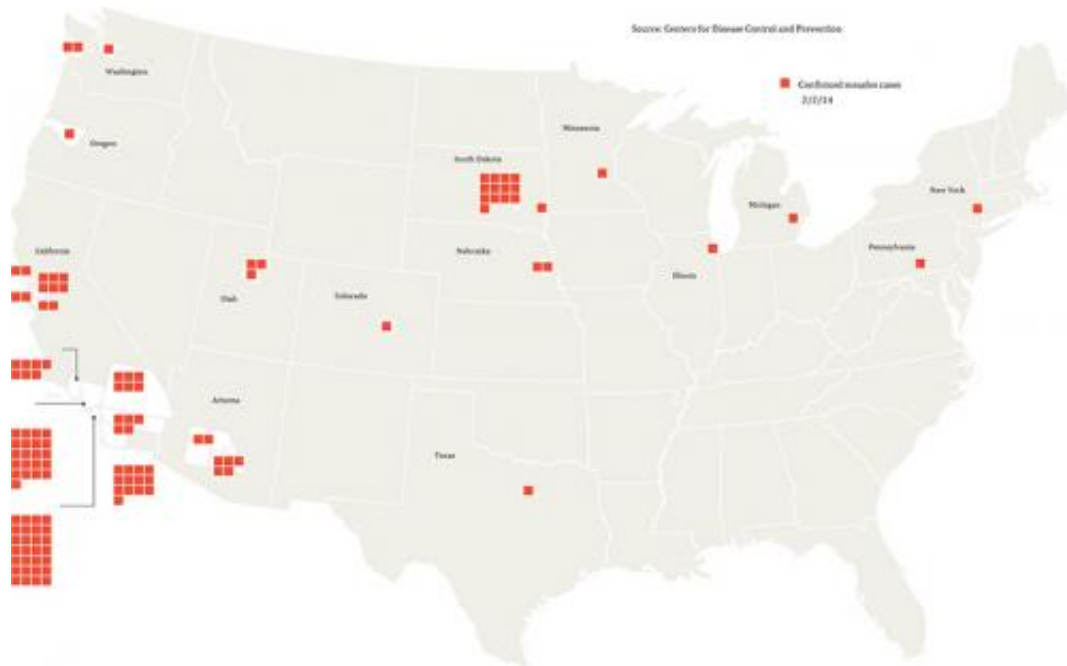 Source: Centers for Disease Control and Prevention
Confirmed measles cases
2/2/14
Washington
Oregon
Minnesota
South Dakota
New York
Michigan
California
Nebraska
Pennsylvania
Illinois
Utah
Colorado
Arizona
Texas